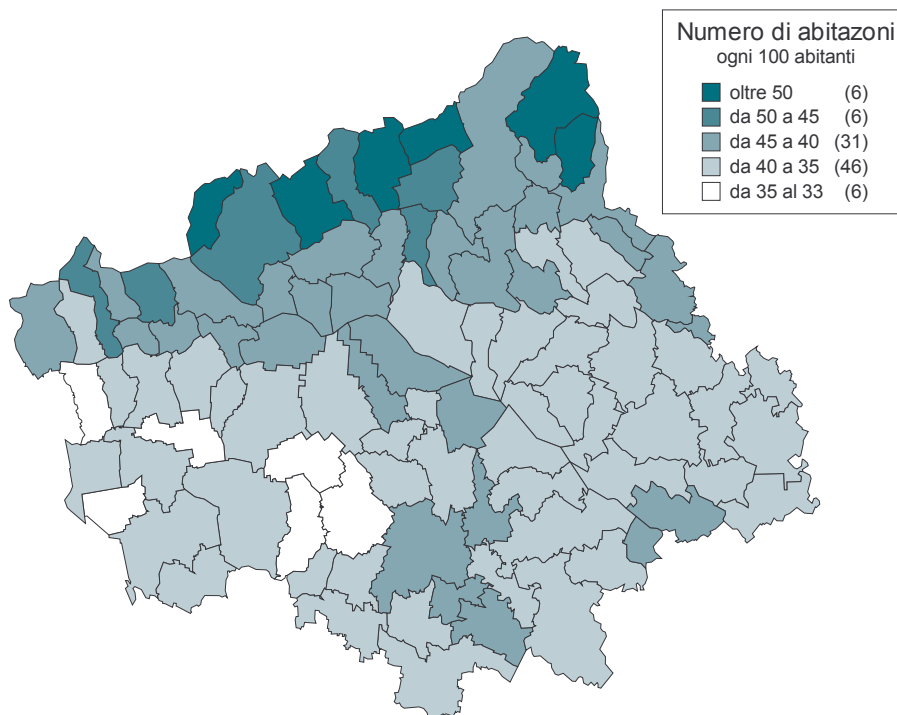 Numero di abitazoni
ogni 100 abitanti
oltre 50 (6)
da 50 a 45 (6)
da 45 a 40 (31)
da 40 a 35 (46)
da 35 al 33 (6)